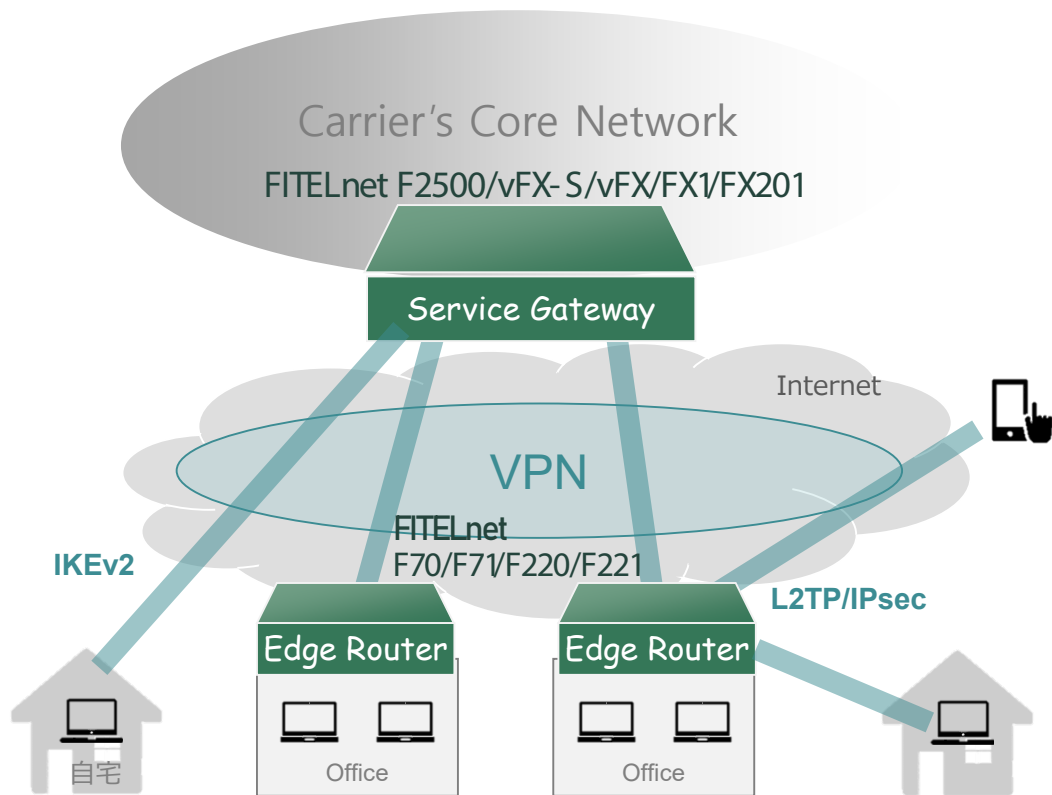 Carrier's Core Network
FITELnet F2500/vFX-S/vFX/FX1/FX201
Service Gateway
Internet
VPN
FITELnet
F70/F71/F220/F221
IKEv2
L2TP/IPsec
Edge Router
Edge Router
自宅
Office
Office